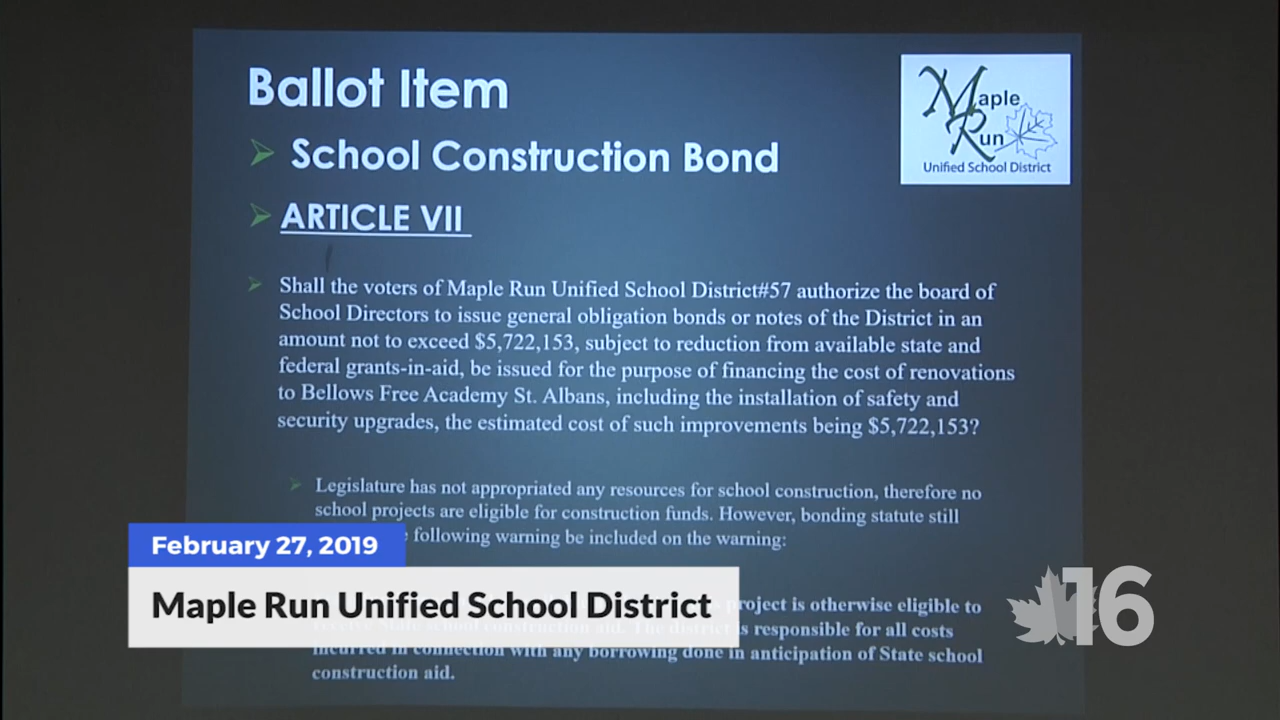 Ballot Item
Maple
Run
Unified School District
School Construction Bond
ARTICLE VII
Shall the voters of Maple Run Unified School District#57 authorize the board of
School Directors to issue general obligation bonds or notes of the District in an
amount not to exceed $5,722,153, subject to reduction from available state and
federal grants-in-aid, be issued for the purpose of financing the cost of renovations
to Bellows Free Academy St. Albans, including the installation of safety and
security upgrades, the estimated cost of such improvements being $5,722,153?
Legislature has not appropriated any resources for school construction, therefore no
school projects are eligible for construction funds. However, bonding statute still
following warning be included on the warning:
February 27, 2019
Maple Run Unified School District
project is otherwise eligible to
is responsible for all costs
incurred in connection with any borrowing done in anticipation of State school
construction aid.
16